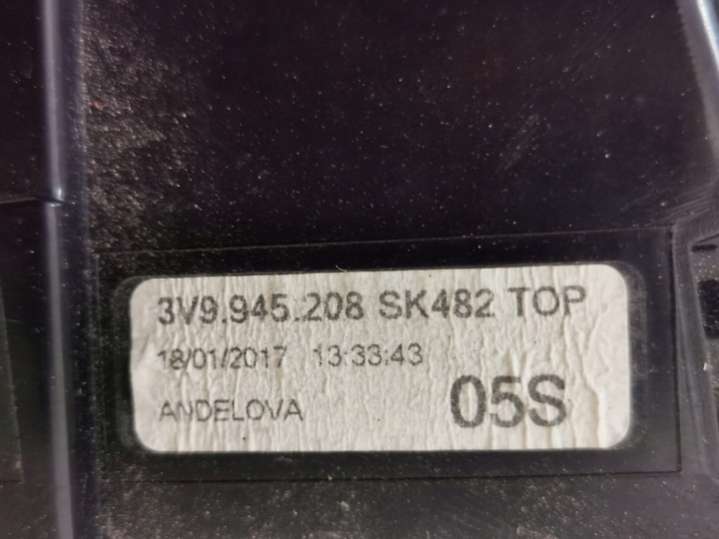 3V9.945.208 SK482 TOP
18/01/2017 13:33:43
ANDELOVA 05S